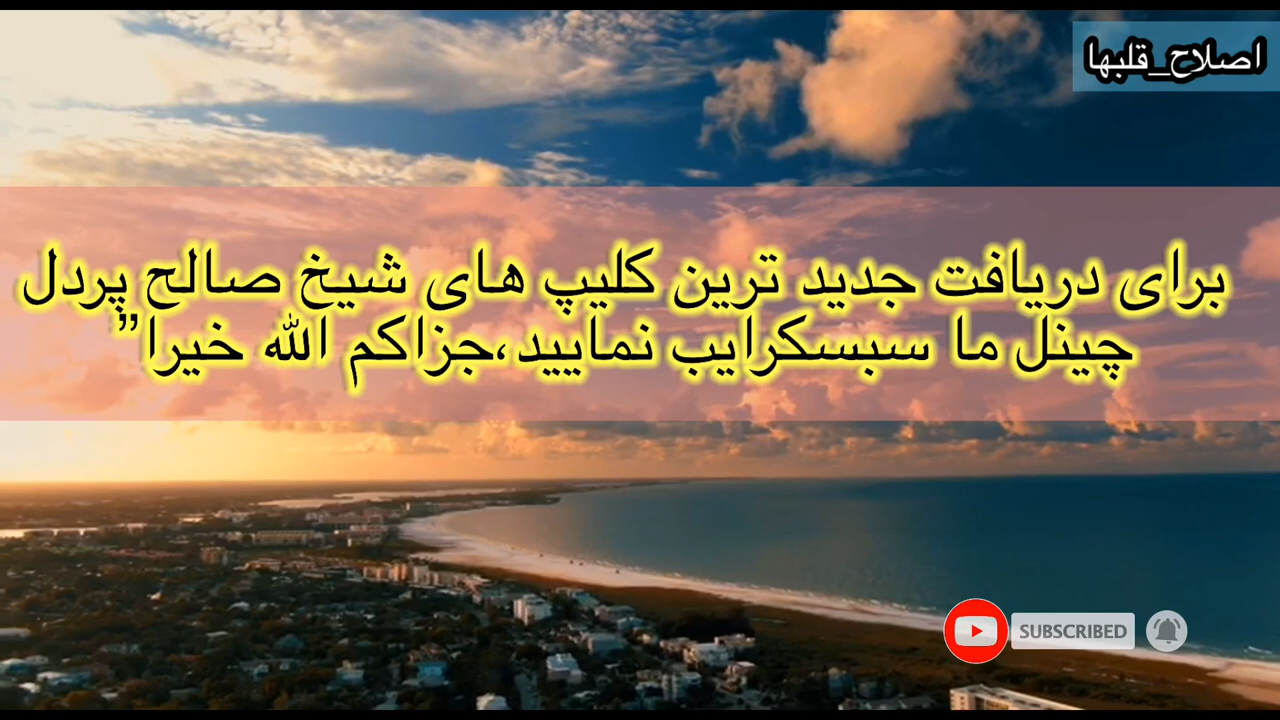 اصلاح_قلبها
برای دریافت جدید ترین کلیپ های شیخ صالح پردل
چینل ما سبسکرایب نمایید،جزاکم الله خیرا”
SUBSCRIBED